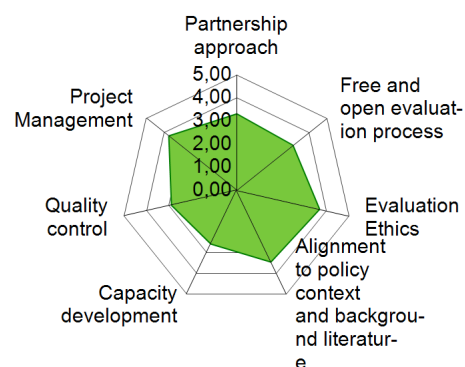 Partnership
approach
5,00
4,00
3,00
2,00
1,00
0,00
Free and
open evaluat-
ion process
Evaluation
Ethics
Alignment
to policy
context
and backgrou-
nd literatur-
e
Capacity
development
Quality
control
Project
Management